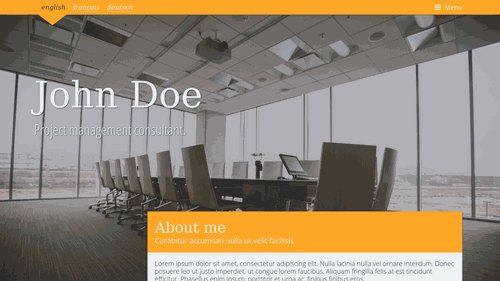 english français deutsch
Menu
John Doe
Project management consultant.
About me
Curabitur accumsan nulla ut velit facilisis
Lorem ipsum dolor sit amet, consectetur adipiscing elit. Nulla lacinia nulla vel ornare interdum. Donec
posuere leo ut justo imperdiet, ut congue lorem faucibus. Aliquam fringilla felis at est tincidunt
efficitur. Phasellus enim ipsum, porttitor et ornare ac, finibus finibus eros.